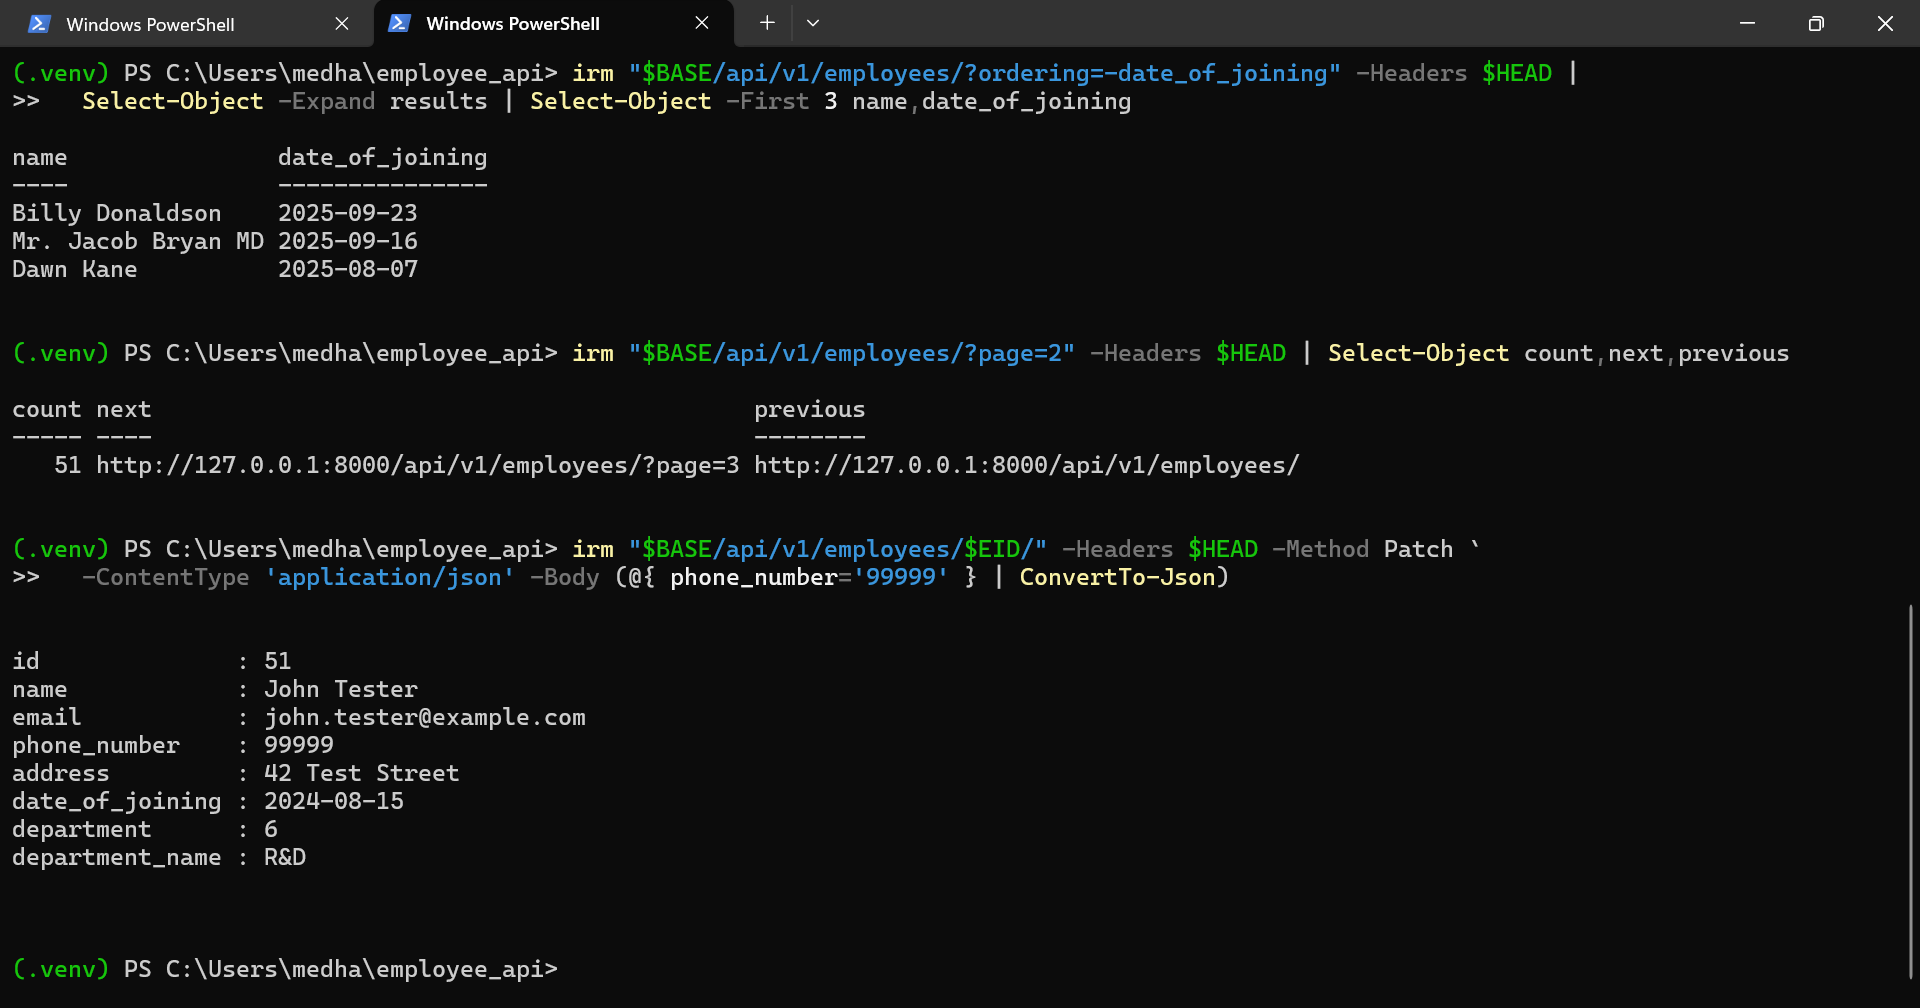 Windows PowerShell
Windows PowerShell
(.venv) PS C:\Users\medha\employee_api> irm "$BASE/api/v1/employees/?ordering=-date_of_joining" -Headers $HEAD |
>>   Select-Object -Expand results | Select-Object -First 3 name,date_of_joining
name               date_of_joining
----               ---------------
Billy Donaldson    2025-09-23
Mr. Jacob Bryan MD 2025-09-16
Dawn Kane          2025-08-07
(.venv) PS C:\Users\medha\employee_api> irm "$BASE/api/v1/employees/?page=2" -Headers $HEAD | Select-Object count,next,previous
count next                                           previous
----- ----                                           --------
   51 http://127.0.0.1:8000/api/v1/employees/?page=3 http://127.0.0.1:8000/api/v1/employees/
(.venv) PS C:\Users\medha\employee_api> irm "$BASE/api/v1/employees/$EID/" -Headers $HEAD -Method Patch `
>>   -ContentType 'application/json' -Body (@{ phone_number='99999' } | ConvertTo-Json)
id              : 51
name            : John Tester
email           : john.tester@example.com
phone_number    : 99999
address         : 42 Test Street
date_of_joining : 2024-08-15
department      : 6
department_name : R&D
(.venv) PS C:\Users\medha\employee_api>